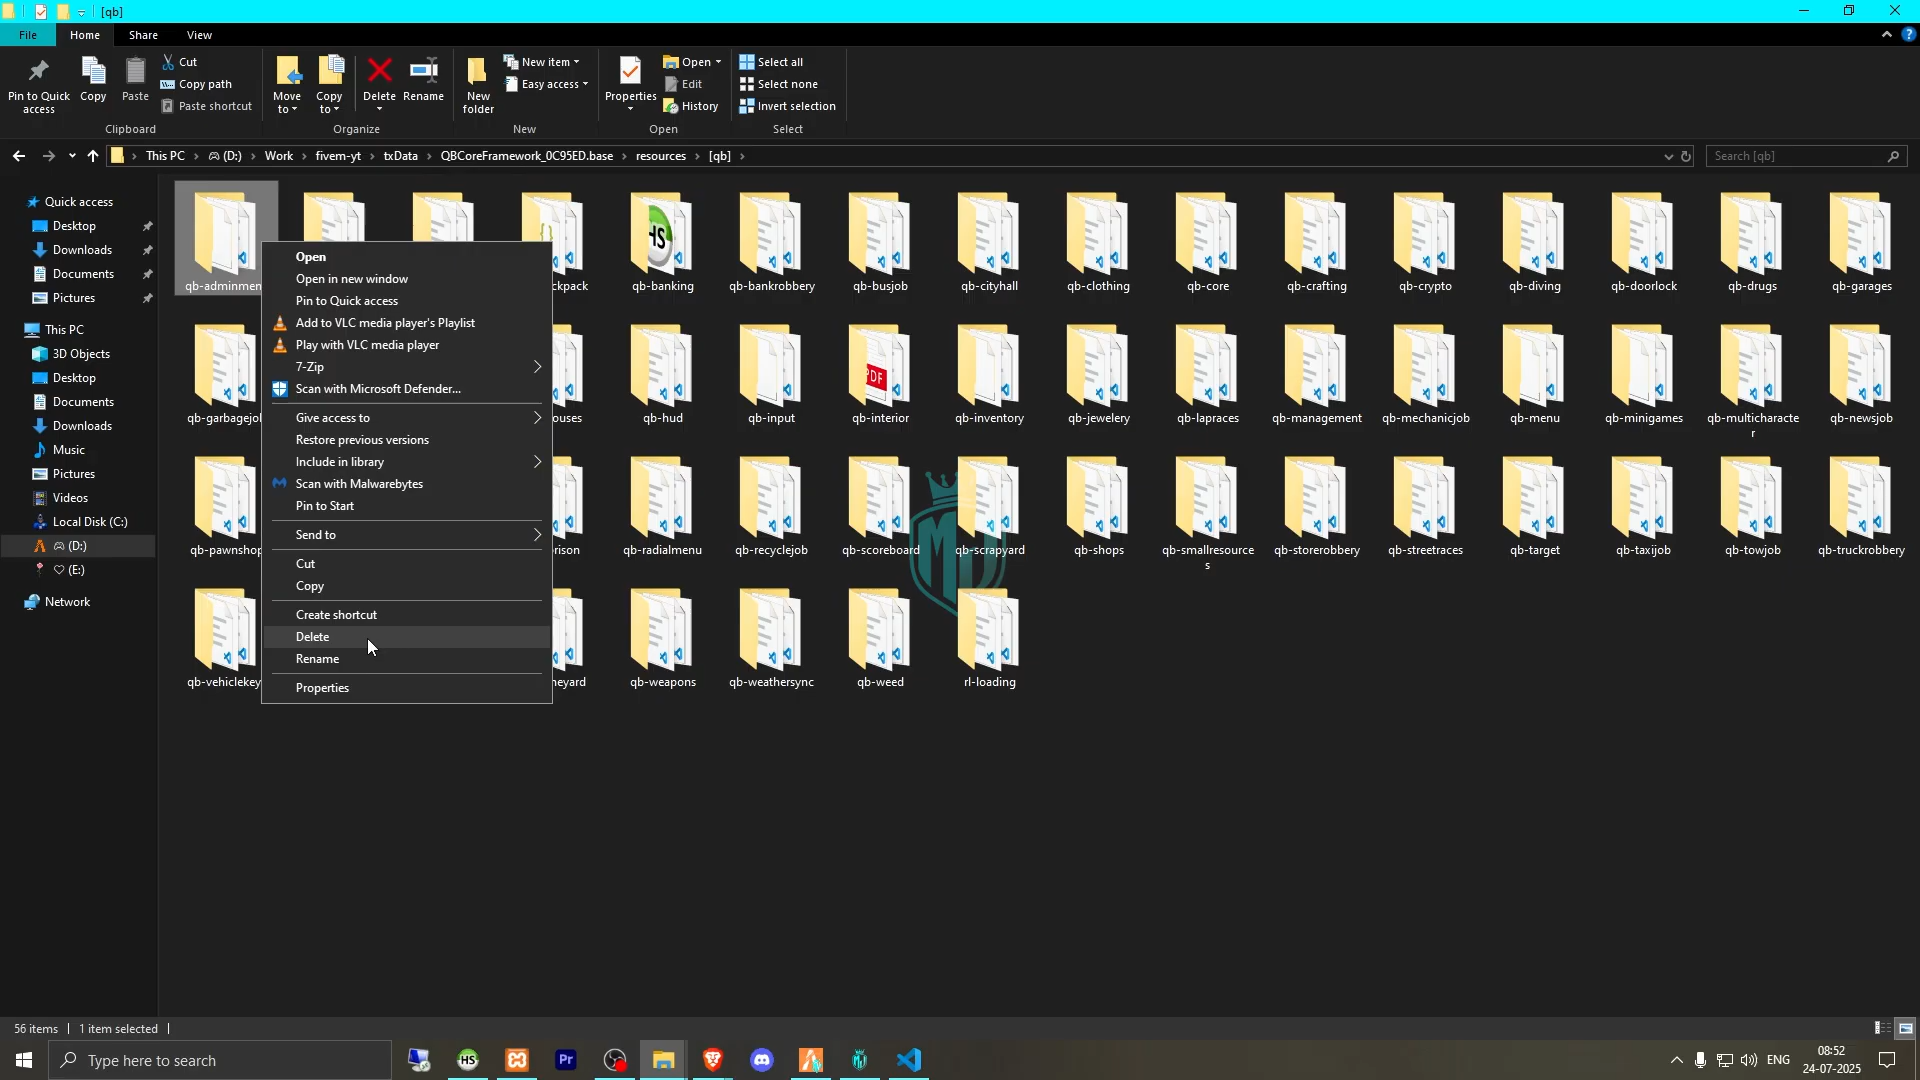 [qb]
File Home Share View
Pin to Quick access
Copy
Paste
Cut
Copy path
Paste shortcut
Clipboard
Move to
Copy to
Delete
Rename
Organize
New folder
New item
Easy access
New
Properties
Open
Edit
History
Open
Select all
Select none
Invert selection
Select
This PC > (D:) > Work > fivem-yt > txData > QBCoreFramework_0C95ED.base > resources > [qb] >
Search [qb]
Quick access
Desktop
Downloads
Documents
Pictures
This PC
3D Objects
Desktop
Documents
Downloads
Music
Pictures
Videos
Local Disk (C:)
(D:)
(E:)
Network
qb-adminmen
ckpack
qb-banking
qb-bankrobbery
qb-busjob
qb-cityhall
qb-clothing
qb-core
qb-crafting
qb-crypto
qb-diving
qb-doorlock
qb-drugs
qb-garages
qb-garbagejo
ouses
qb-hud
qb-input
PDF
qb-interior
qb-inventory
qb-jewelery
qb-lapraces
qb-management
qb-mechanicjob
qb-menu
qb-minigames
qb-multicharacte
r
qb-newsjob
qb-pawnshop
rison
qb-radialmenu
qb-recyclejob
qb-scoreboard
qb-scrapyard
qb-shops
qb-smallresource
s
qb-storerobbery
qb-streetraces
qb-target
qb-taxijob
qb-towjob
qb-truckrobbery
qb-vehiclekey
neyard
qb-weapons
qb-weathersync
qb-weed
rl-loading
Open
Open in new window
Pin to Quick access
Add to VLC media player's Playlist
Play with VLC media player
7-Zip
Scan with Microsoft Defender...
Give access to
Restore previous versions
Include in library
Scan with Malwarebytes
Pin to Start
Send to
Cut
Copy
Create shortcut
Delete
Rename
Properties
56 items
1 item selected
Type here to search
HS
Pr
ENG
08:52
24-07-2025